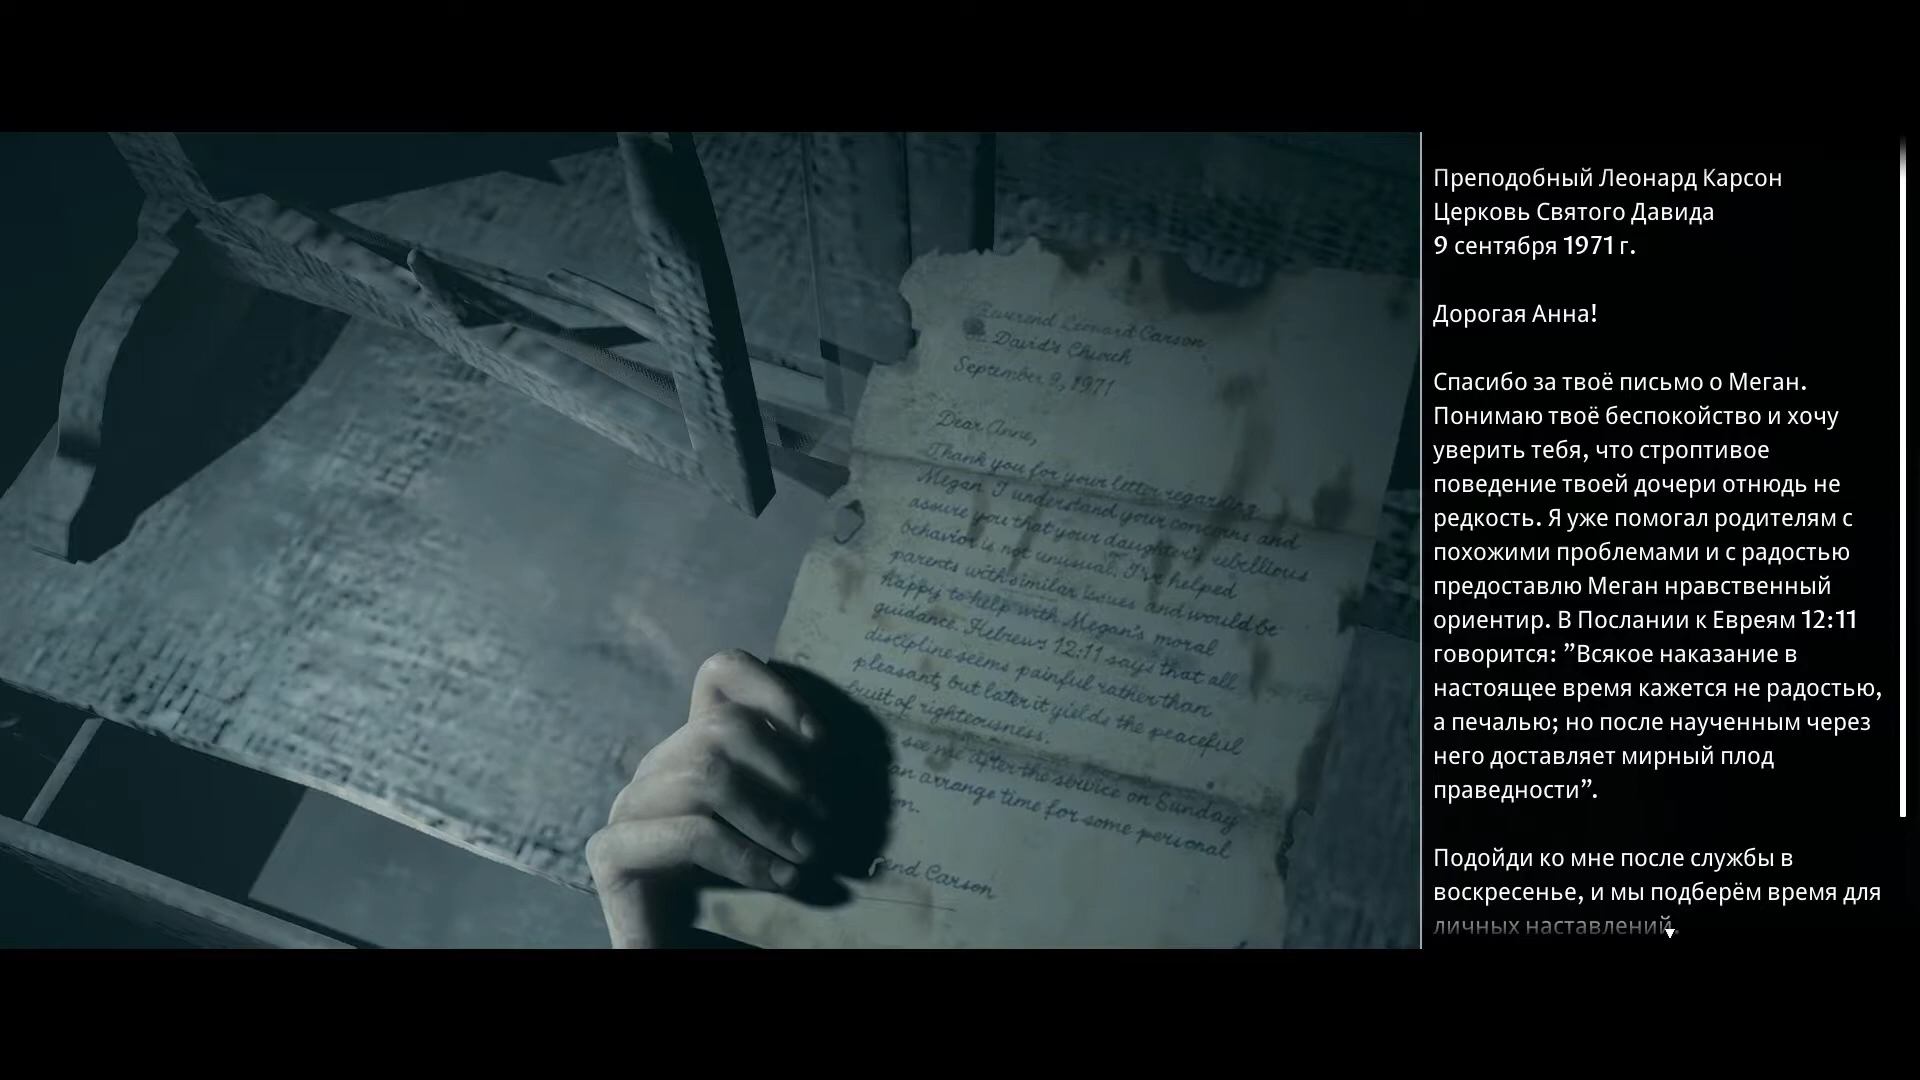 Reverend Leonard Carson
St. David's Church
September 9, 1971
Dear Anne,
Thank you for your letter regarding
Megan. I understand your concerns and
assure you that your daughter's rebellious
behavior is not unusual. I've helped
parents with similar issues and would be
happy to help with Megan's moral
guidance. Hebrews 12:11 says that all
discipline seems painful rather than
pleasant, but later it yields the peaceful
fruit of righteousness.
see me after the service on Sunday
an arrange time for some personal
on.
end Carson
Преподобный Леонард Карсон
Церковь Святого Давида
9 сентября 1971 г.
Дорогая Анна!
Спасибо за твоё письмо о Меган.
Понимаю твоё беспокойство и хочу
уверить тебя, что строптивое
поведение твоей дочери отнюдь не
редкость. Я уже помогал родителям с
похожими проблемами и с радостью
предоставлю Меган нравственный
ориентир. В Послании к Евреям 12:11
говорится: ”Всякое наказание в
настоящее время кажется не радостью,
а печалью; но после наученным через
него доставляет мирный плод
праведности”.
Подойди ко мне после службы в
воскресенье, и мы подберём время для
личных наставлений.